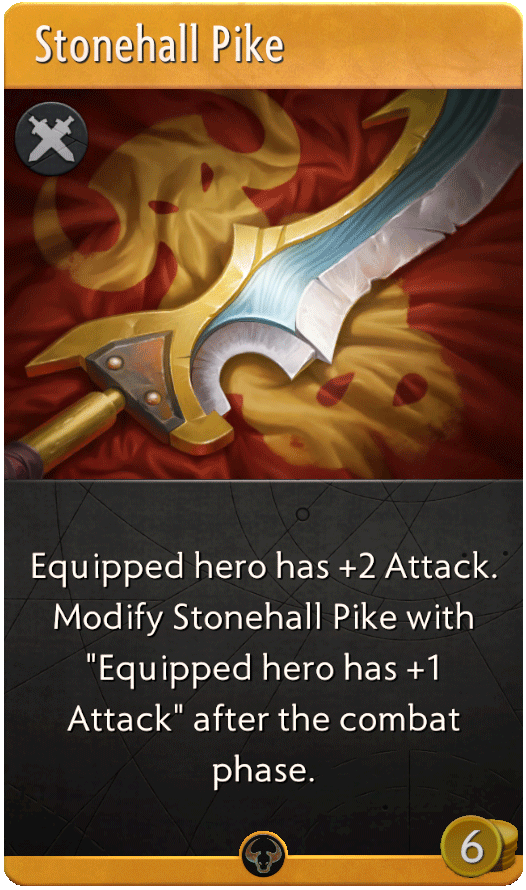 Stonehall Pike
Equipped hero has +2 Attack.
Modify Stonehall Pike with
"Equipped hero has +1
Attack" after the combat
phase.
6